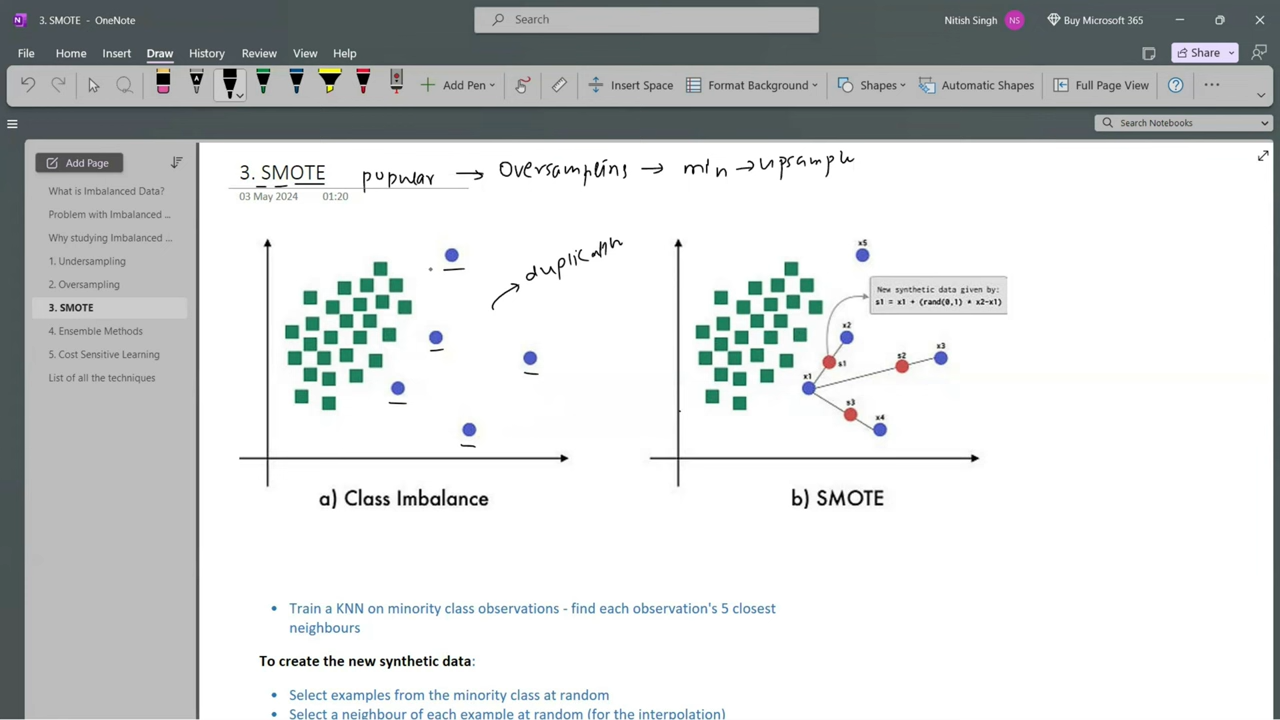 3. SMOTE - OneNote
Search
Nitish Singh NS
Buy Microsoft 365
File Home Insert Draw History Review View Help
Share
Add Pen
Insert Space
Format Background
Shapes
Automatic Shapes
Full Page View
Search Notebooks
Add Page
What is Imbalanced Data?
Problem with Imbalanced ...
Why studying Imbalanced ...
1. Undersampling
2. Oversampling
3. SMOTE
4. Ensemble Methods
5. Cost Sensitive Learning
List of all the techniques
3. SMOTE popular → Oversampling → min → upsample
03 May 2024 01:20
duplicate
a) Class Imbalance
x5
New synthetic data given by:
s1 = x1 + (rand(0,1) * x2-x1)
x2
x3
s1
s2
x1
s3
x4
b) SMOTE
• Train a KNN on minority class observations - find each observation's 5 closest
neighbours
To create the new synthetic data:
• Select examples from the minority class at random
• Select a neighbour of each example at random (for the interpolation)